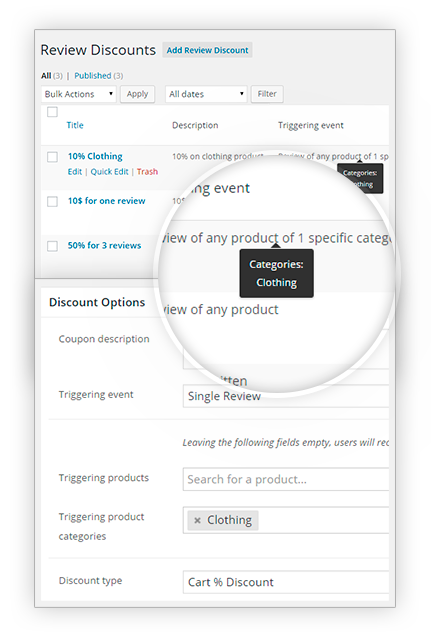 Review Discounts Add Review Discount
All (3) | Published (3)
Bulk Actions Apply All dates Filter
Title Description Triggering event
10% Clothing 10% on clothing product Review of any product of 1 sp
Edit | Quick Edit | Trash
Categories:
Clothing
10$ for one review 10$
50% for 3 reviews
ng event
view of any product of 1 specific catego
Categories:
Clothing
view of any product
itten
Discount Options
Coupon description
Triggering event Single Review
Leaving the following fields empty, users will rec
Triggering products Search for a product...
Triggering product categories × Clothing
Discount type Cart % Discount